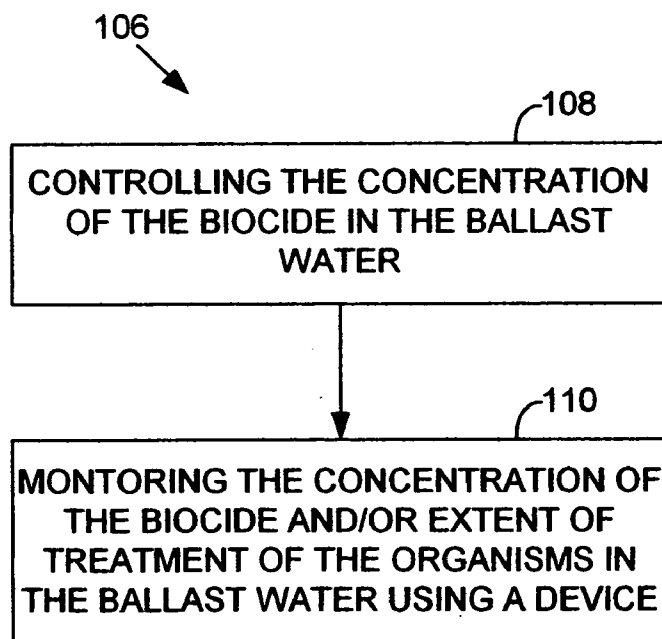 106
108
CONTROLLING THE CONCENTRATION
OF THE BIOCIDE IN THE BALLAST
WATER
110
MONTORING THE CONCENTRATION OF
THE BIOCIDE AND/OR EXTENT OF
TREATMENT OF THE ORGANISMS IN
THE BALLAST WATER USING A DEVICE